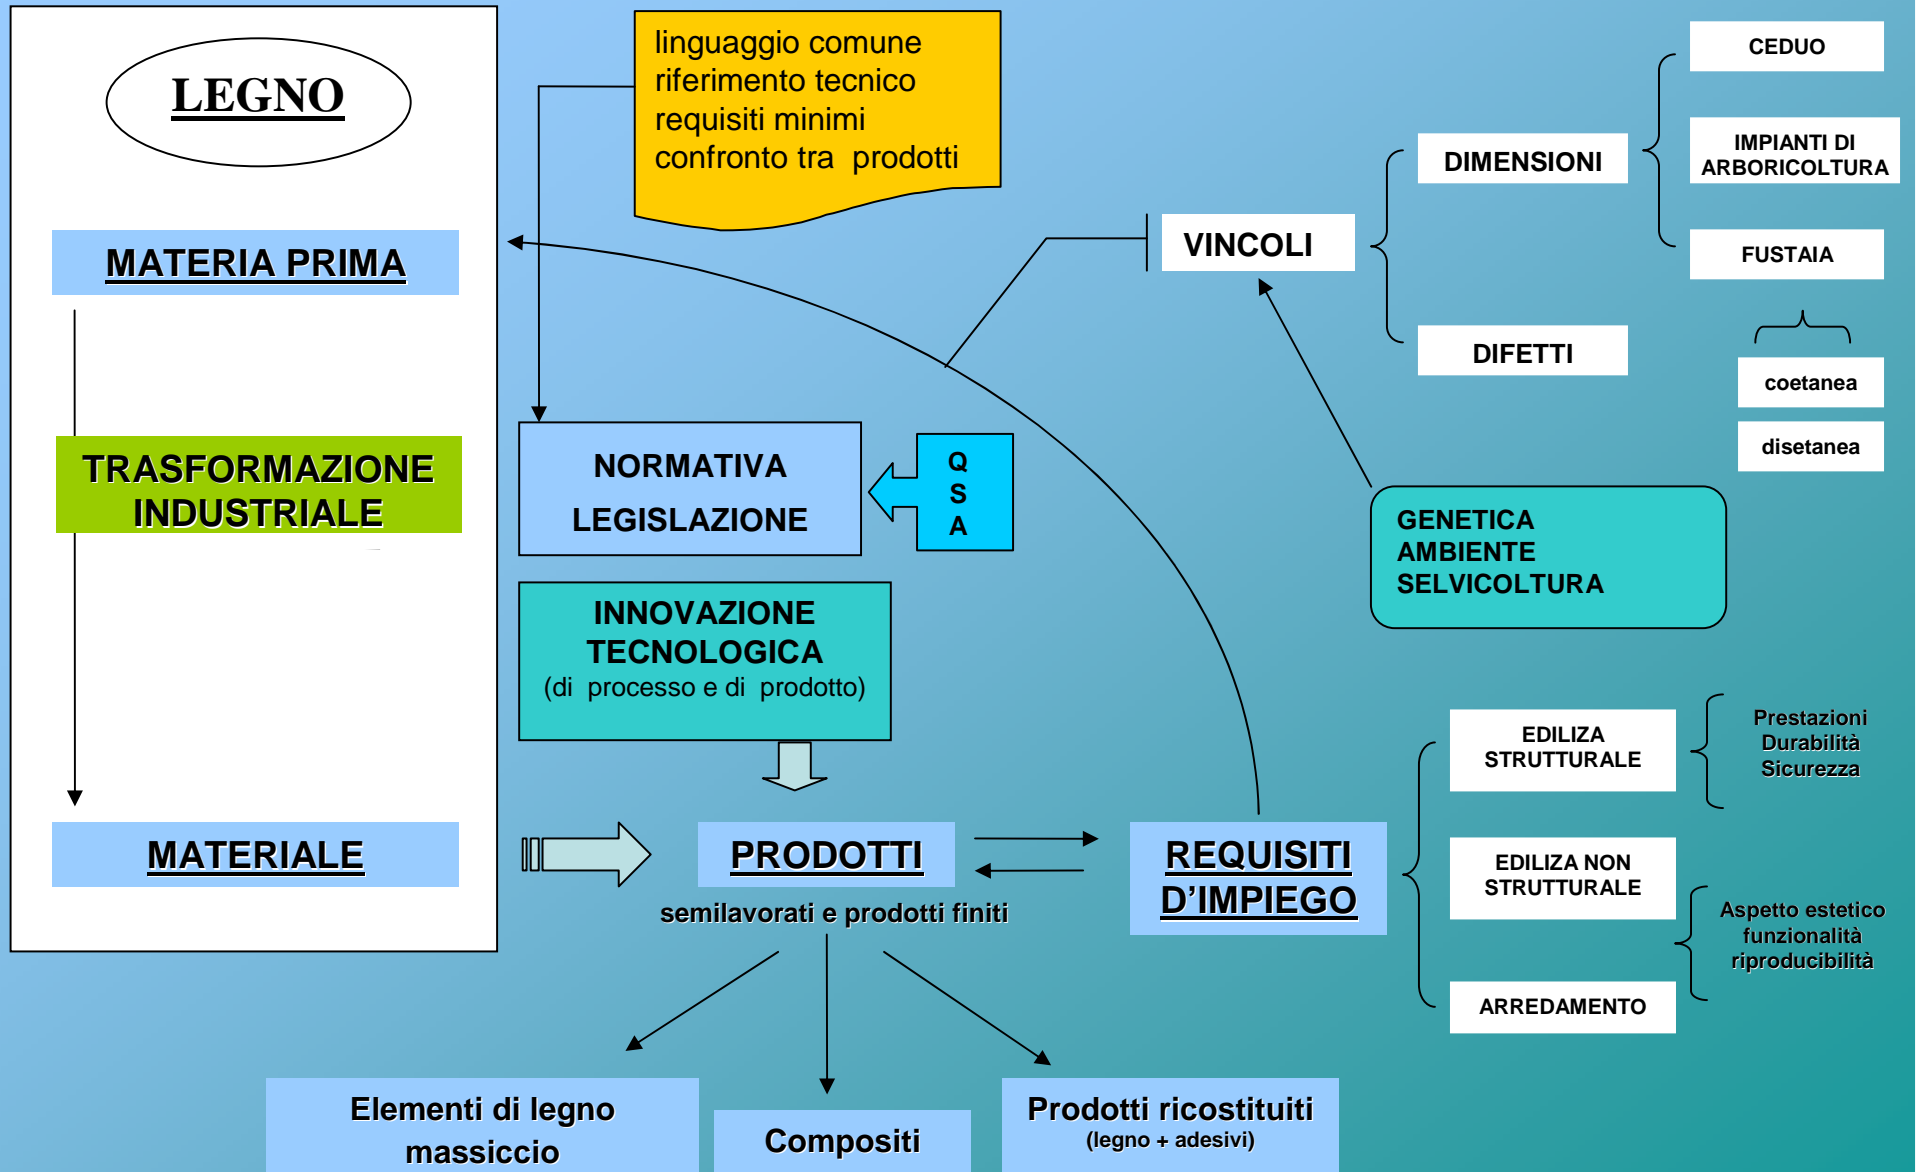 LEGNO
MATERIA PRIMA
TRASFORMAZIONE
INDUSTRIALE
MATERIALE
linguaggio comune
riferimento tecnico
requisiti minimi
confronto tra prodotti
NORMATIVA
LEGISLAZIONE
Q
S
A
INNOVAZIONE
TECNOLOGICA
(di processo e di prodotto)
PRODOTTI
semilavorati e prodotti finiti
Elementi di legno
massiccio
Compositi
Prodotti ricostituiti
(legno + adesivi)
REQUISITI
D'IMPIEGO
VINCOLI
DIMENSIONI
DIFETTI
CEDUO
IMPIANTI DI
ARBORICOLTURA
FUSTAIA
coetanea
disetanea
GENETICA
AMBIENTE
SELVICOLTURA
EDILIZA
STRUTTURALE
Prestazioni
Durabilità
Sicurezza
EDILIZA NON
STRUTTURALE
ARREDAMENTO
Aspetto estetico
funzionalità
riproducibilità